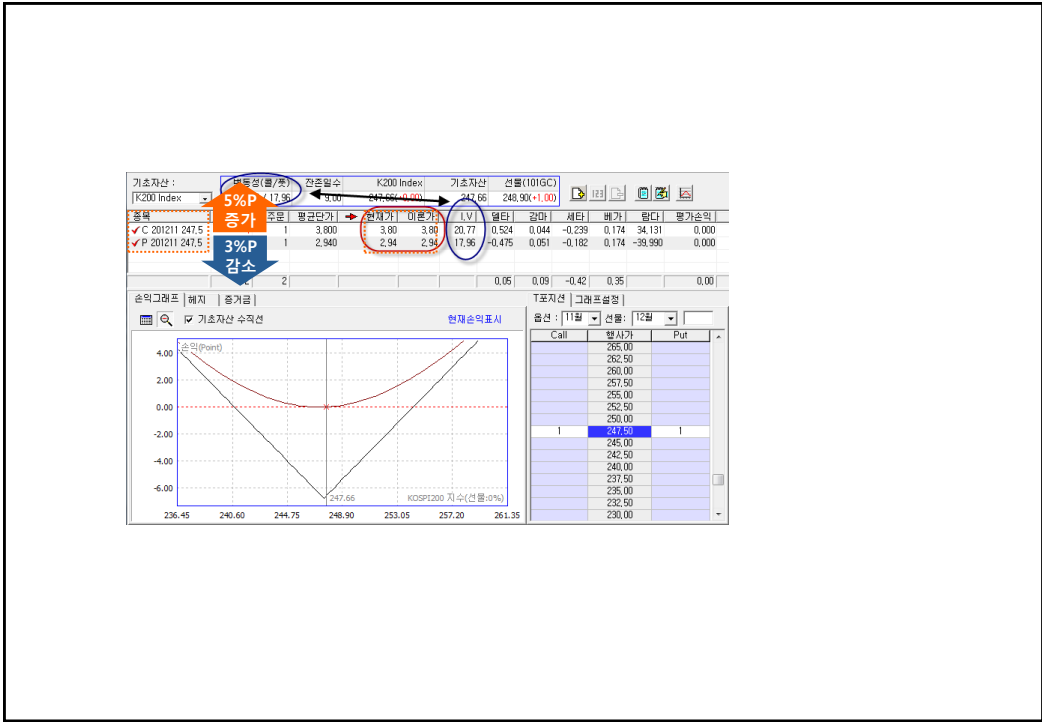 기초자산 : 변동성(콜/풋) 잔존일수 K200 Index 기초자산 선물(101GC)
K200 Index / 17,96 9,00 247,66(+0,00) 247,66 248,90(+1,00)
5%P
증가
3%P
감소
종목 주문 평균단가 현재가 이론가 I,V 델타 감마 세타 베가 람다 평가손익
C 201211 247,5 1 3,800 3,80 3,80 20,77 0,524 0,044 -0,239 0,174 34,131 0,000
P 201211 247,5 1 2,940 2,94 2,94 17,96 -0,475 0,051 -0,182 0,174 -39,990 0,000
2 0,05 0,09 -0,42 0,35 0,00
손익그래프 헤지 증거금
기초자산 수직선 현재손익표시
손익(Point)
4.00
2.00
0.00
-2.00
-4.00
-6.00
247.66 KOSPI200 지수(선물:0%)
236.45 240.60 244.75 248.90 253.05 257.20 261.35
T포지션 그래프설정
옵션 : 11월 선물: 12월
Call 행사가 Put
265,00
262,50
260,00
257,50
255,00
252,50
250,00
1 247,50 1
245,00
242,50
240,00
237,50
235,00
232,50
230,00